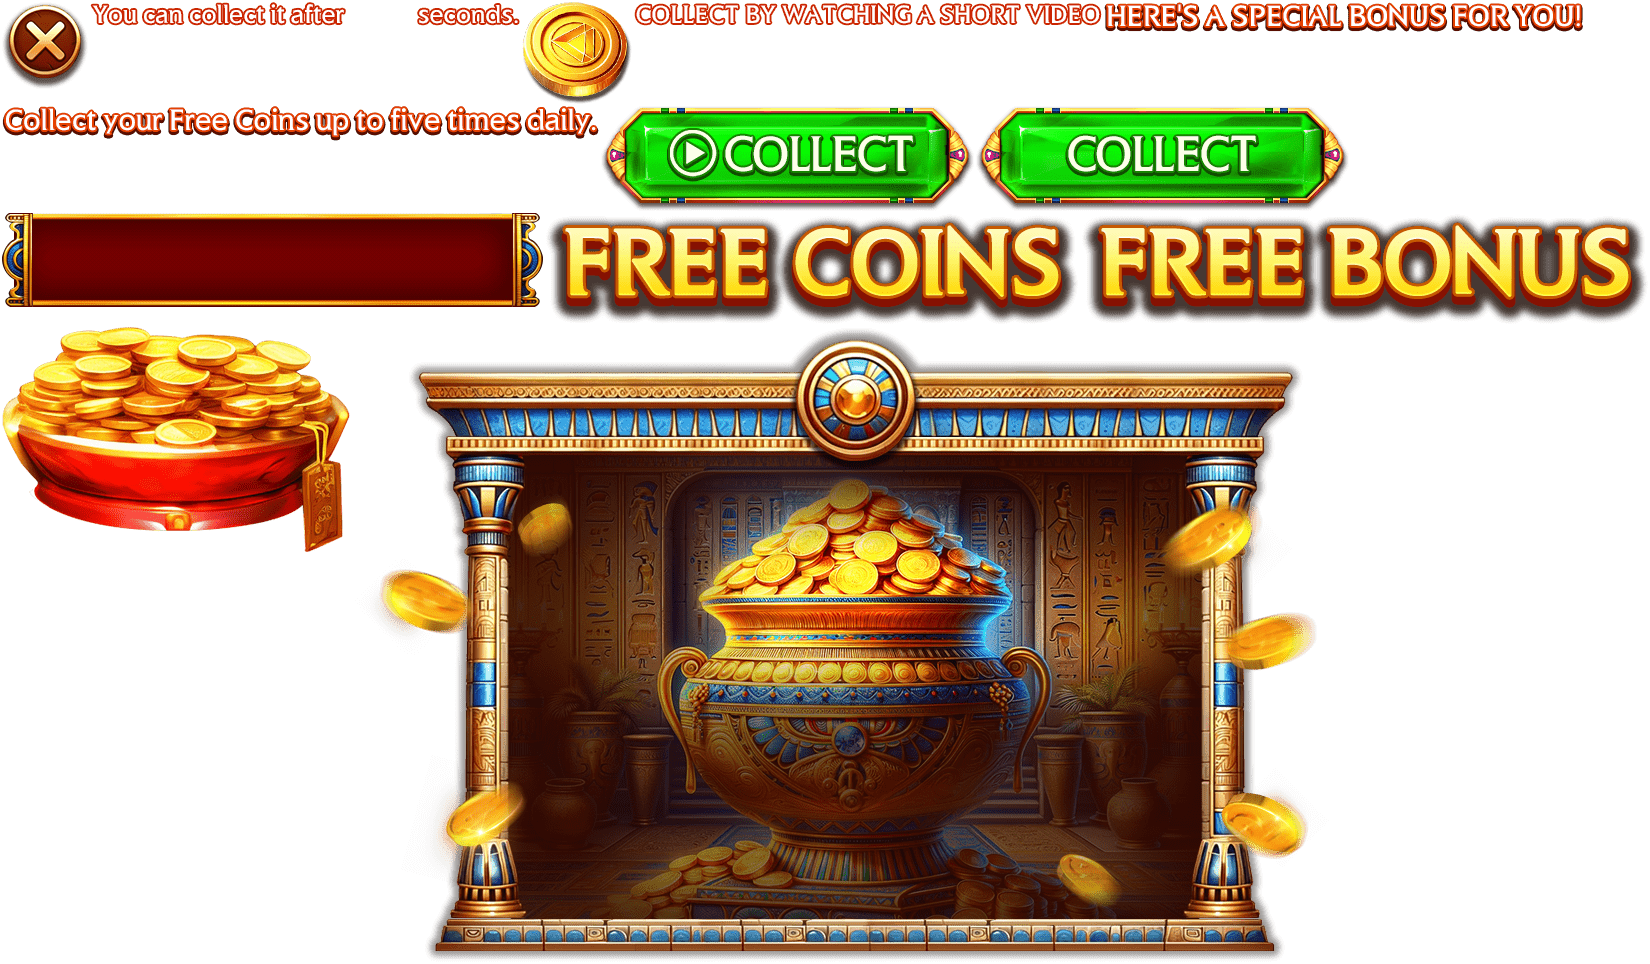 You can collect it after seconds.
COLLECT BY WATCHING A SHORT VIDEO
HERE'S A SPECIAL BONUS FOR YOU!
Collect your Free Coins up to five times daily.
COLLECT
COLLECT
FREE COINS
FREE BONUS